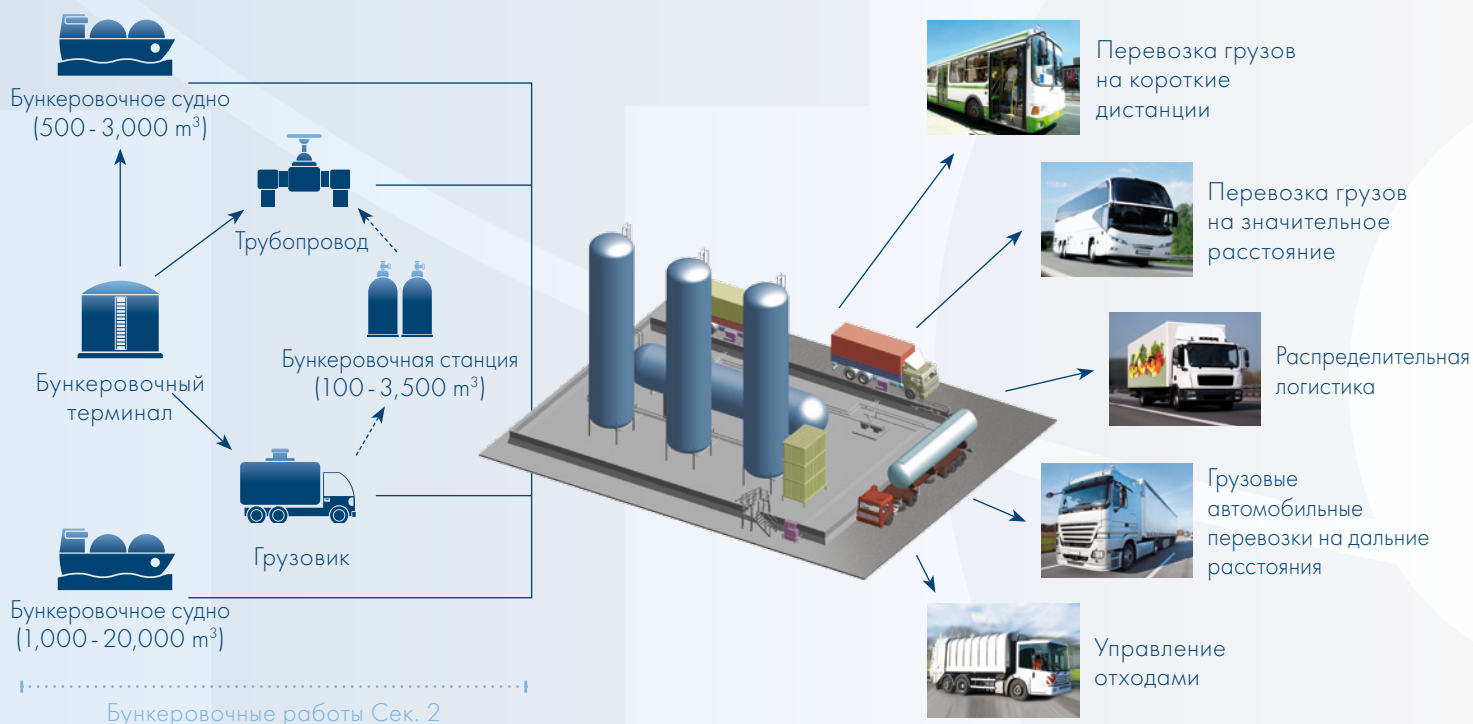 Бункеровочное судно
(500 - 3,000 m³)
Трубопровод
Бункеровочный
терминал
Бункеровочная станция
(100 - 3,500 m³)
Грузовик
Бункеровочное судно
(1,000 - 20,000 m³)
Бункеровочные работы Сек. 2
Перевозка грузов
на короткие
дистанции
Перевозка грузов
на значительное
расстояние
Распределительная
логистика
Грузовые
автомобильные
перевозки на дальние
расстояния
Управление
отходами